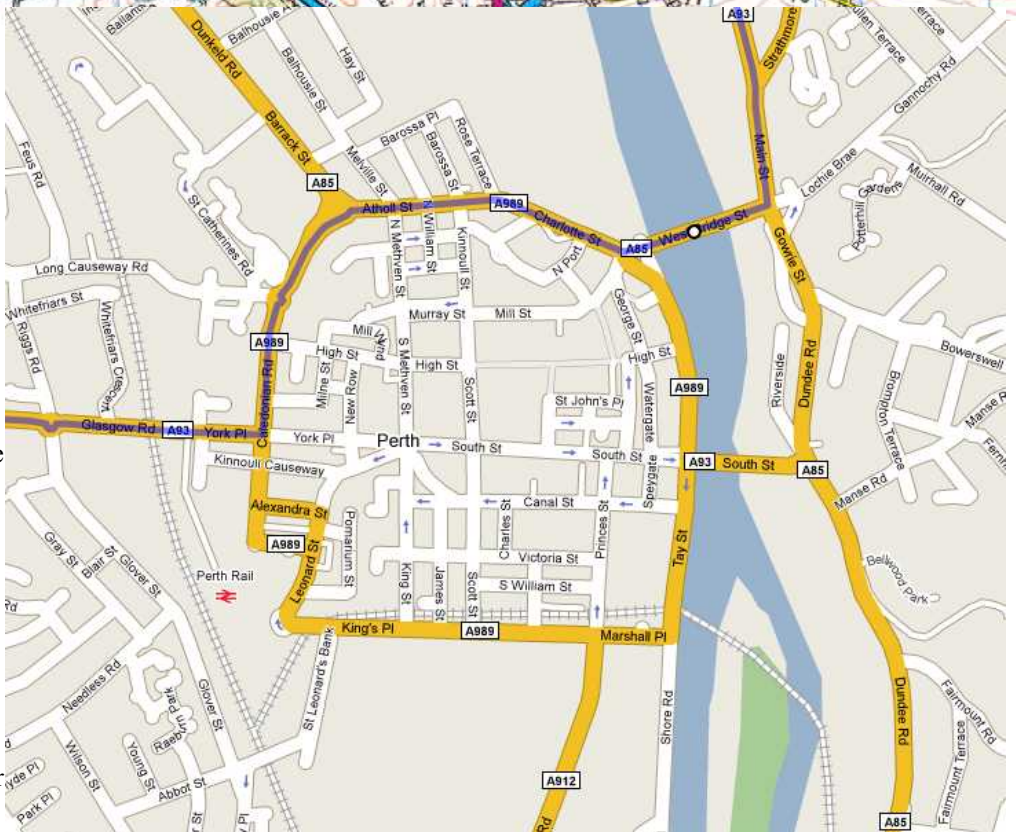 A93
Strathmore
Dunkeld Rd
Balhousie St
Hay St
Gannochy Rd
Barrack St
Barossa Pl
Barossa St
Rose Terrace
Main St
Lochie Brae
Muirhall Rd
Feus Rd
Melville St
A85
Potterhill Gardens
St Catherines Rd
Atholl St
N William St
A989
Charlotte St
A85
West Bridge St
N Methven St
Kinnoull St
N Port
Gowrie St
Long Causeway Rd
Whitefriars St
Whitefriars Crescent
Riggs Rd
Murray St
Mill St
George St
Mill Wynd
A989
High St
High St
High St
Bowerswell
Caledonian Rd
Milne St
New Row
S Methven St
Scott St
A989
Watergate
Riverside
Dundee Rd
Brompton Terrace
Manse Rd
St John's Pl
Glasgow Rd
A93
York Pl
York Pl
Perth
South St
South St
Speygate
A93
South St
A85
Kinnoull Causeway
Manse Rd
Alexandra St
Canal St
Charles St
Princes St
Tay St
Pomarium St
A989
Leonard St
Victoria St
S William St
King St
James St
Scott St
Gray St
Blair St
Glover St
Perth Rail
Bellwood Park
King's Pl
A989
Marshall Pl
St Leonard's Bank
Needless Rd
Glover St
Raeburn Park
Young St
Wilson St
Abbot St
Park Pl
Shore Rd
Dundee Rd
Fairmount Rd
Fairmount Terrace
A912
A85